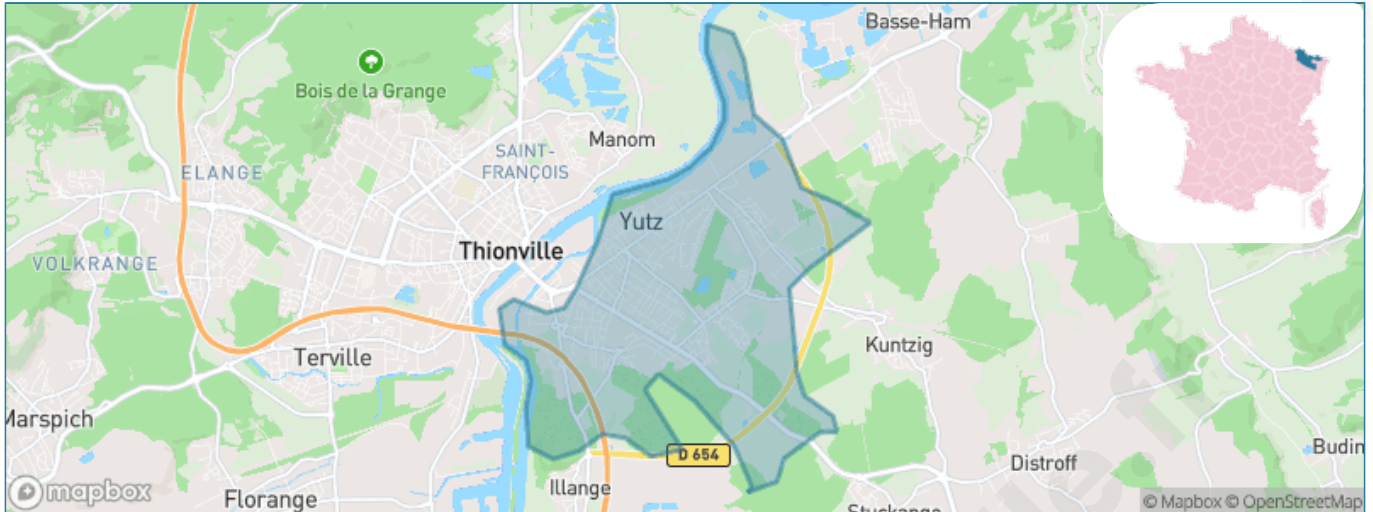 Basse-Ham
Bois de la Grange
Manom
SAINT-
FRANÇOIS
ELANGE
Yutz
Thionville
VOLKRANGE
Kuntzig
Terville
Marspich
D 654
Budin
Distroff
Illange
Florange
Stuckange
mapbox
© Mapbox © OpenStreetMap